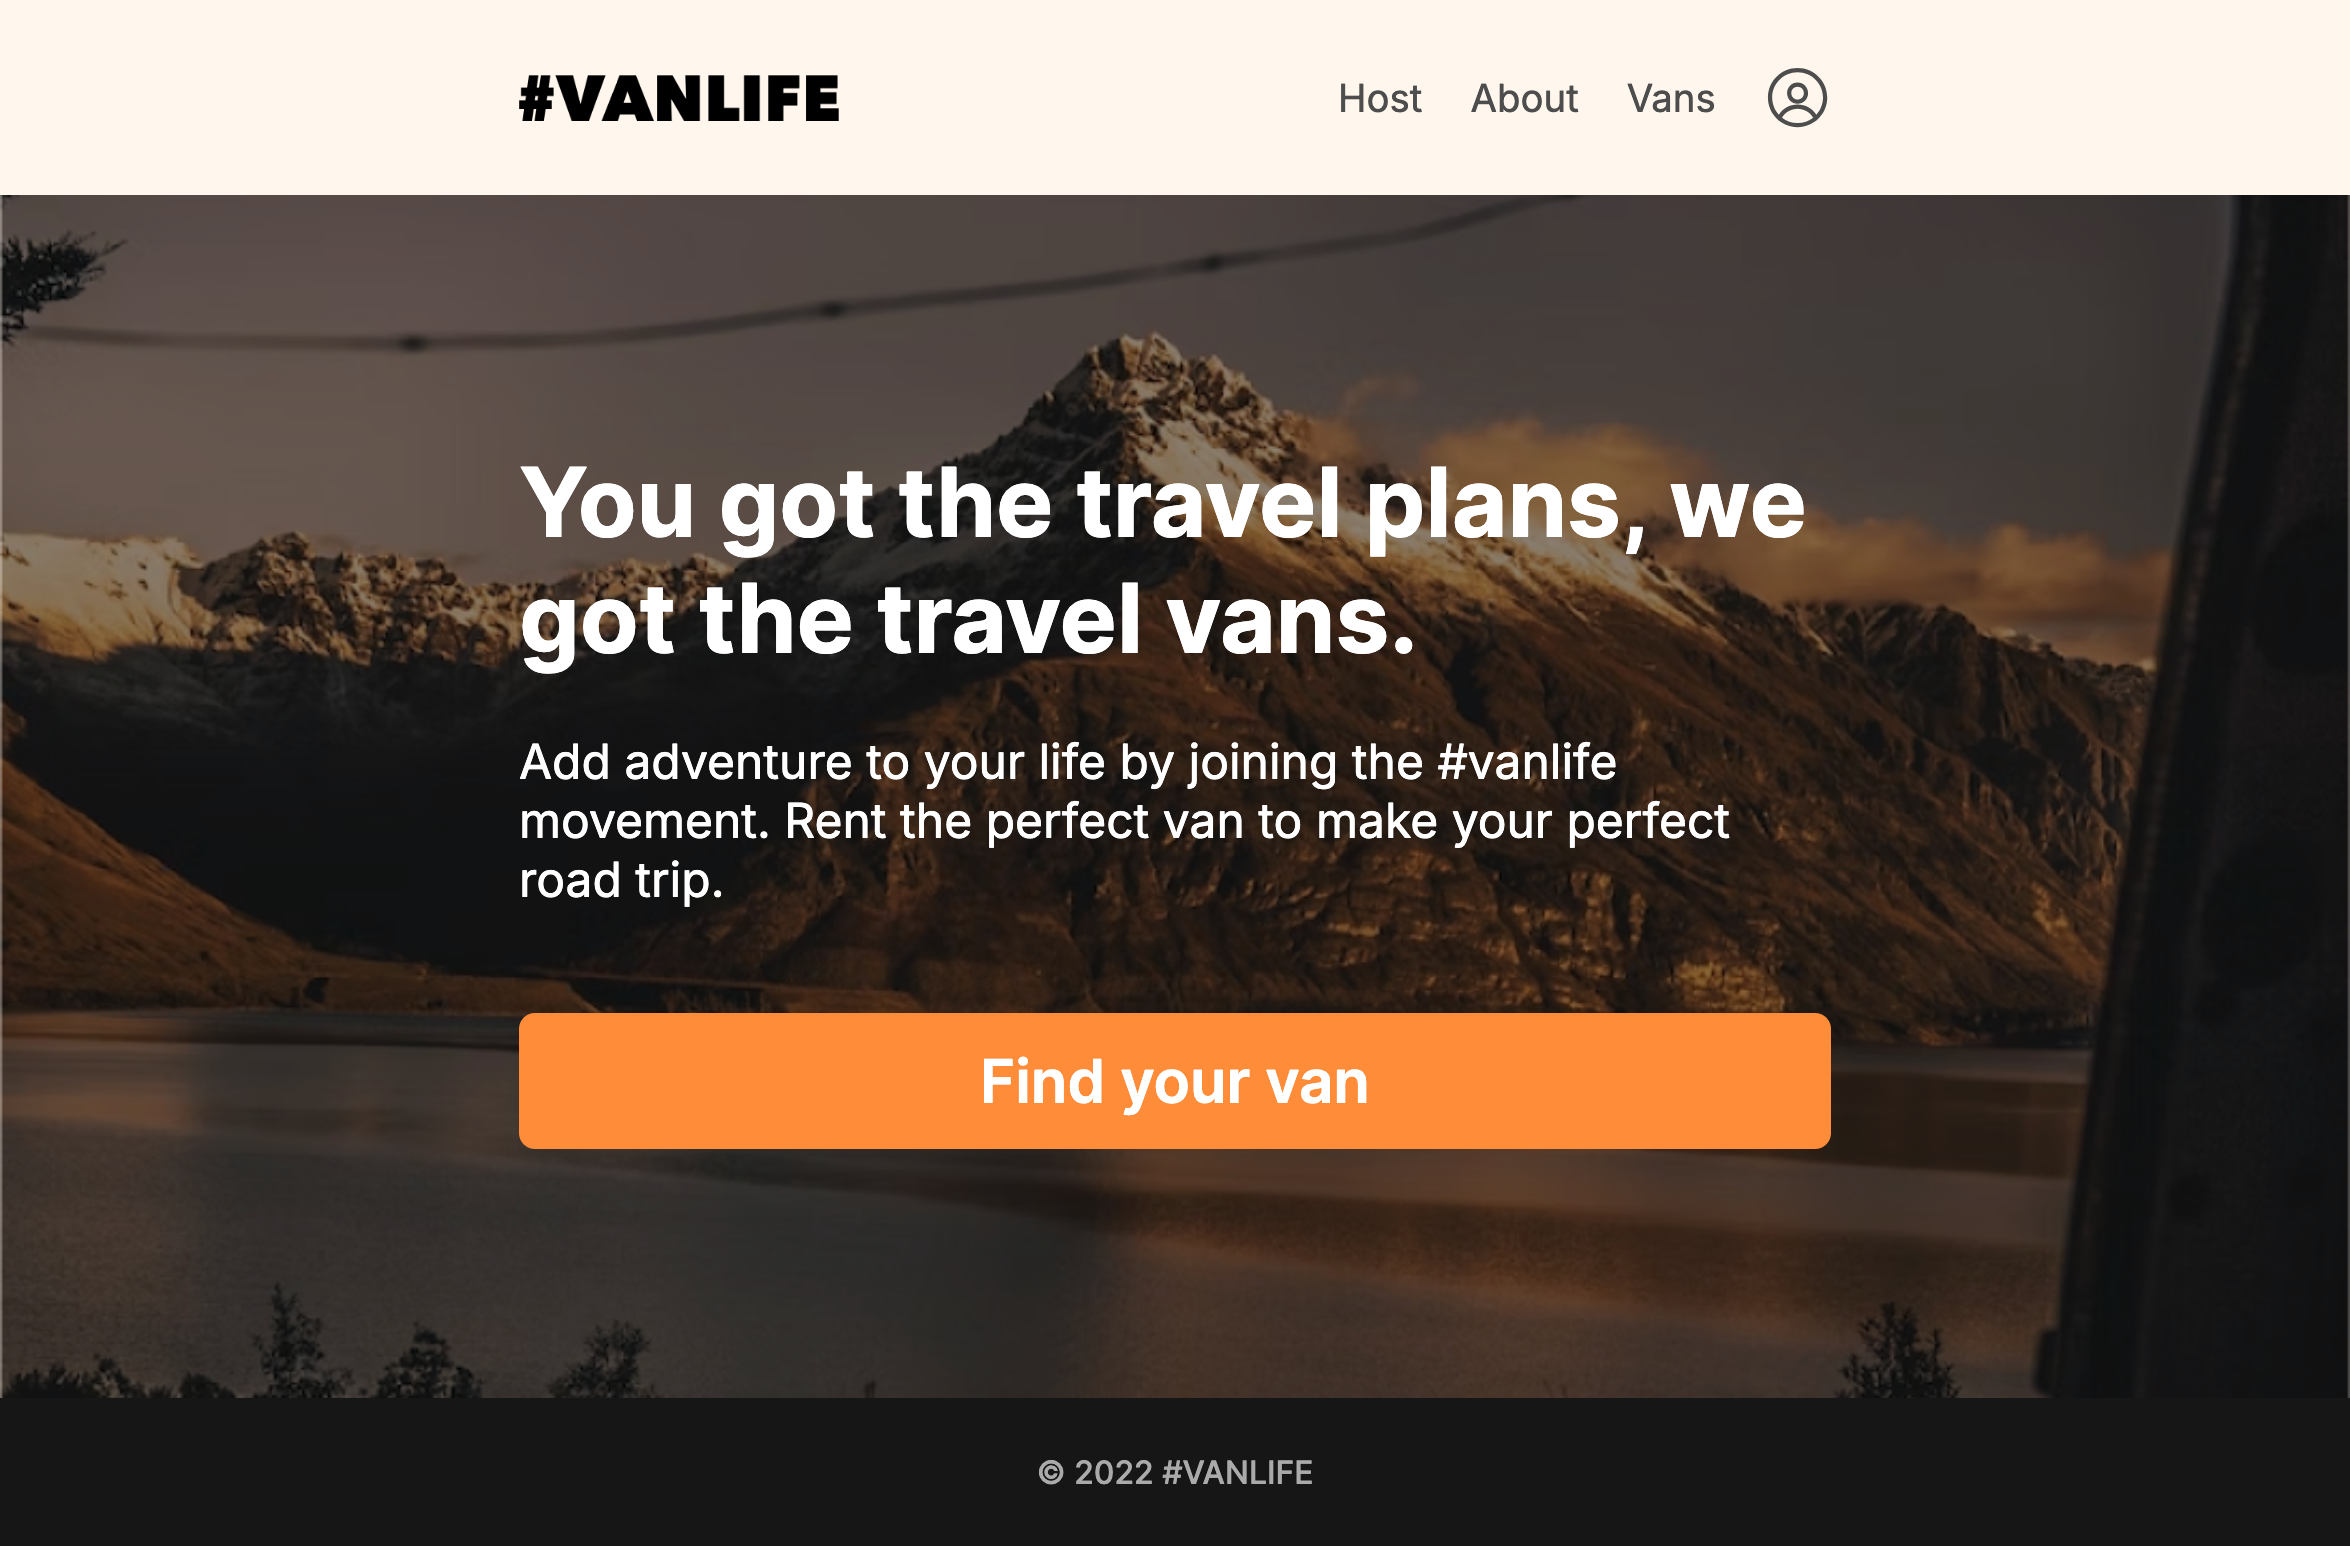 #VANLIFE
Host About Vans
You got the travel plans, we
got the travel vans.
Add adventure to your life by joining the #vanlife
movement. Rent the perfect van to make your perfect
road trip.
Find your van
© 2022 #VANLIFE